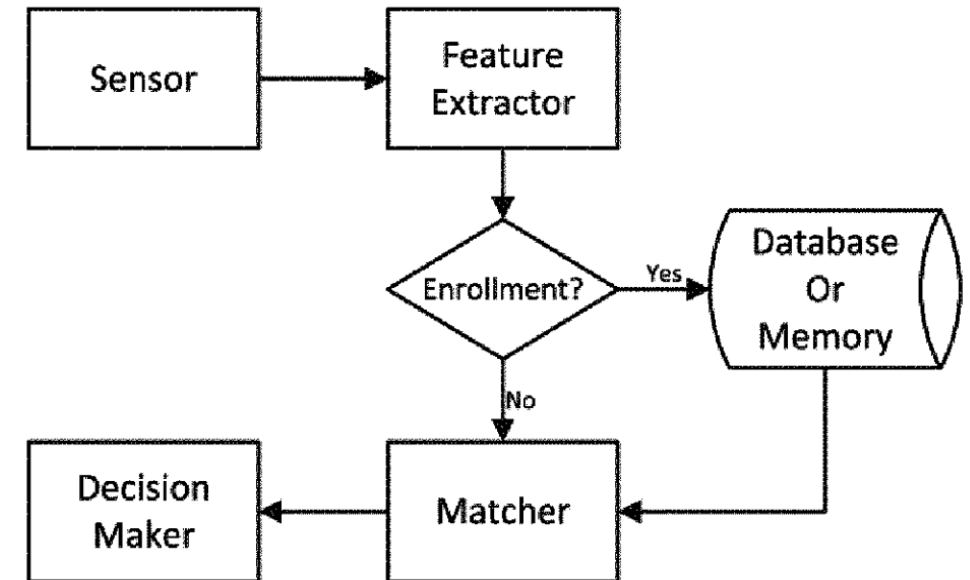 Sensor
Feature
Extractor
Enrollment?
Yes
Database
Or
Memory
No
Decision
Maker
Matcher